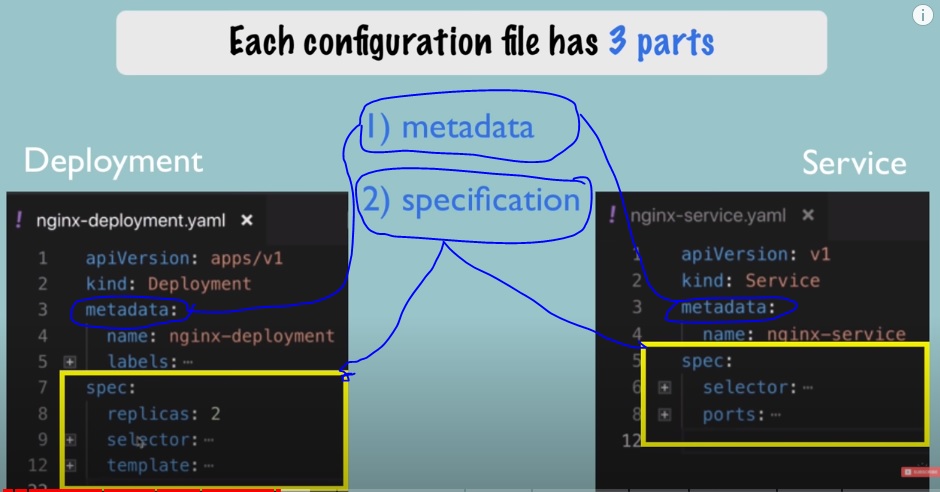 Each configuration file has 3 parts
1) metadata
2) specification
Deployment
Service
! nginx-deployment.yaml ×
1 apiVersion: apps/v1
2 kind: Deployment
3 metadata:
4 name: nginx-deployment
5 labels: ⋯
7 spec:
8 replicas: 2
9 selector: ⋯
12 template: ⋯
22
! nginx-service.yaml ×
1 apiVersion: v1
2 kind: Service
3 metadata:
4 name: nginx-service
5 spec:
6 selector: ⋯
8 ports: ⋯
12